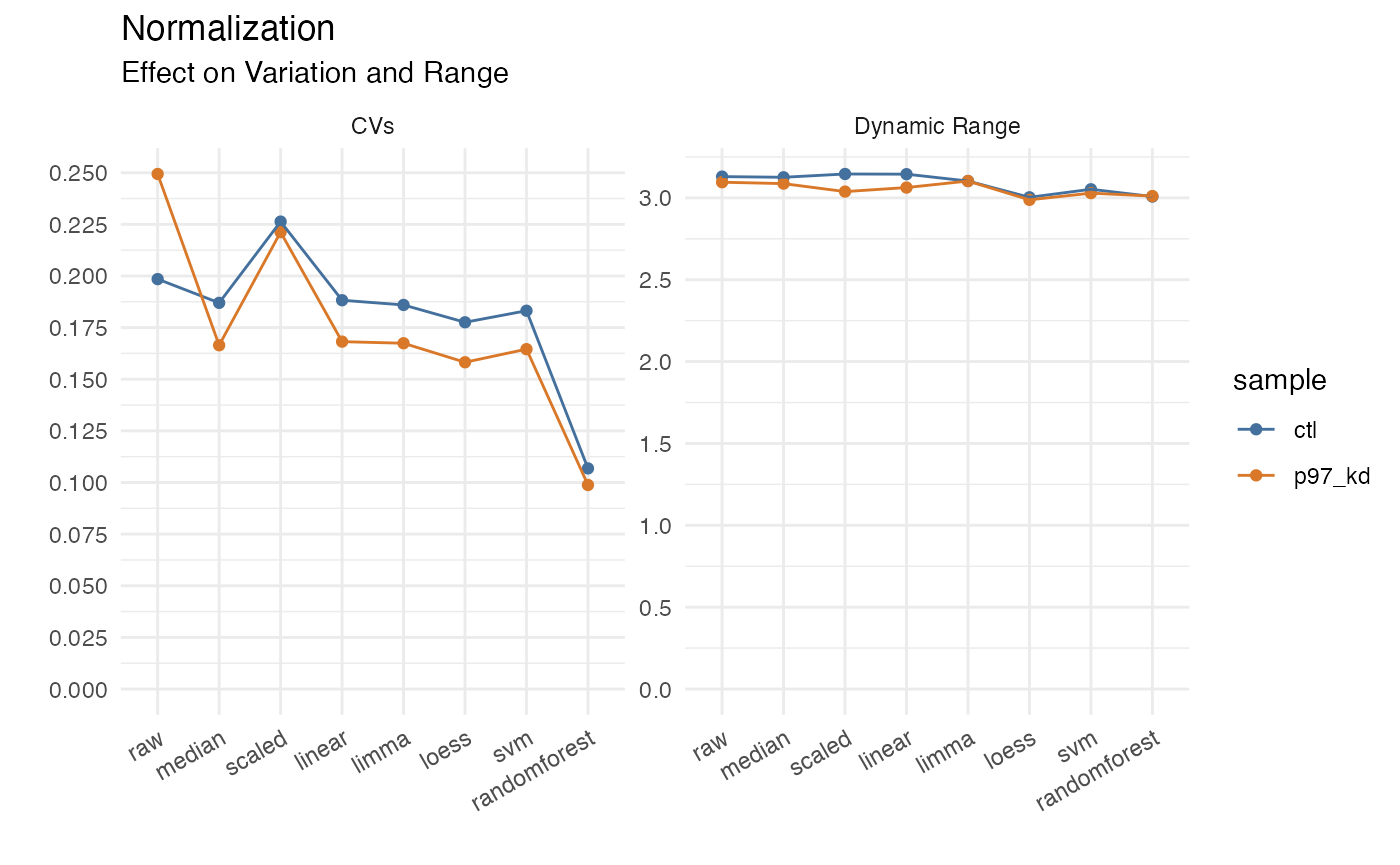 Normalization
Effect on Variation and Range
CVs
0.250
0.225
0.200
0.175
0.150
0.125
0.100
0.075
0.050
0.025
0.000
raw
median
scaled
linear
limma
loess
svm
randomforest
Dynamic Range
3.0
2.5
2.0
1.5
1.0
0.5
0.0
raw
median
scaled
linear
limma
loess
svm
randomforest
sample
ctl
p97_kd